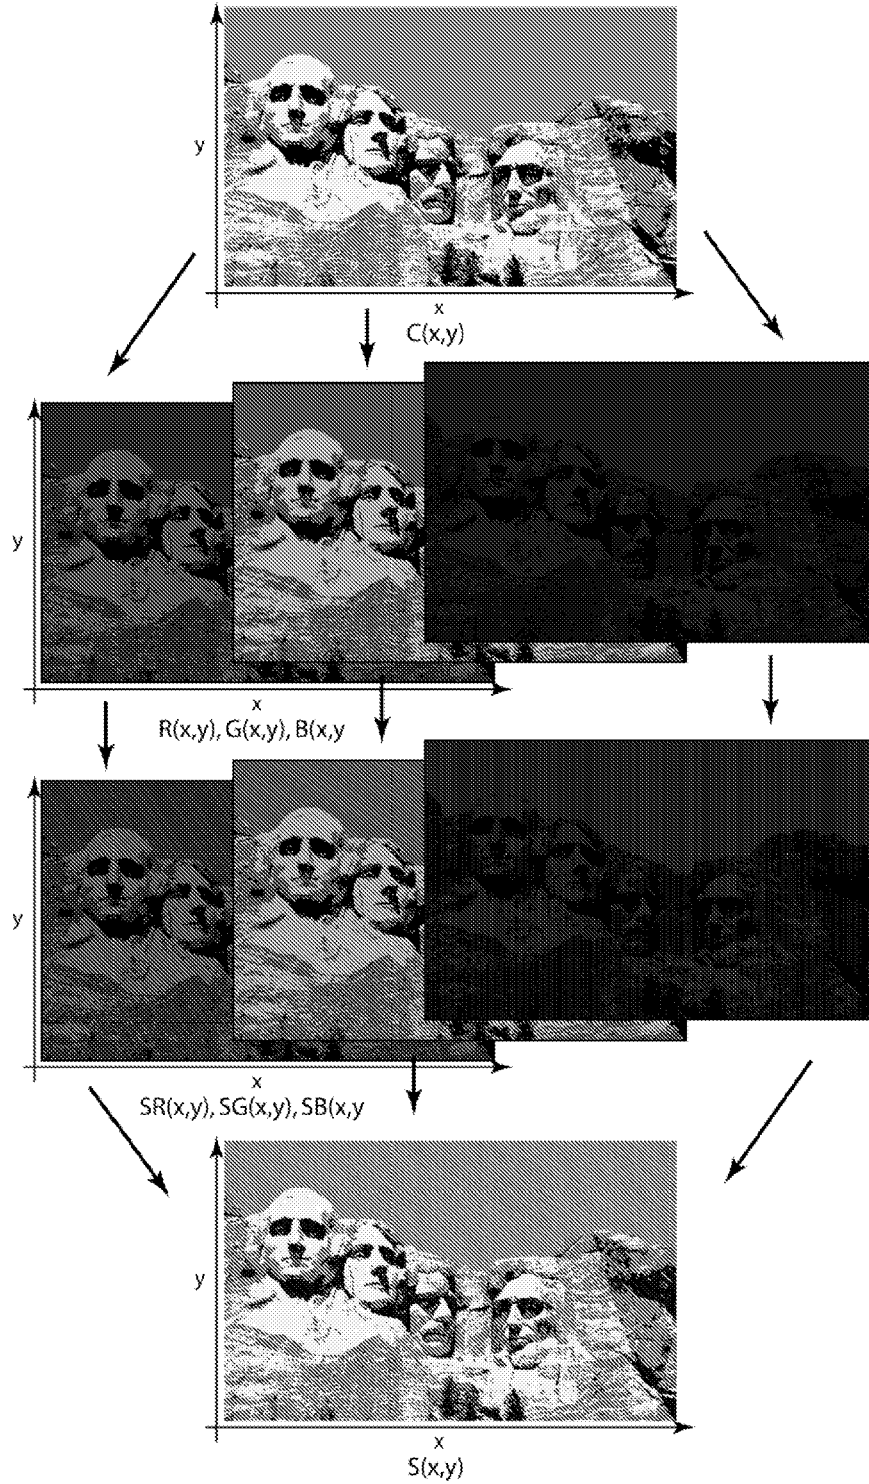 y
x
C(x,y)
y
x
R(x,y), G(x,y), B(x,y
y
x
SR(x,y), SG(x,y), SB(x,y
y
x
S(x,y)